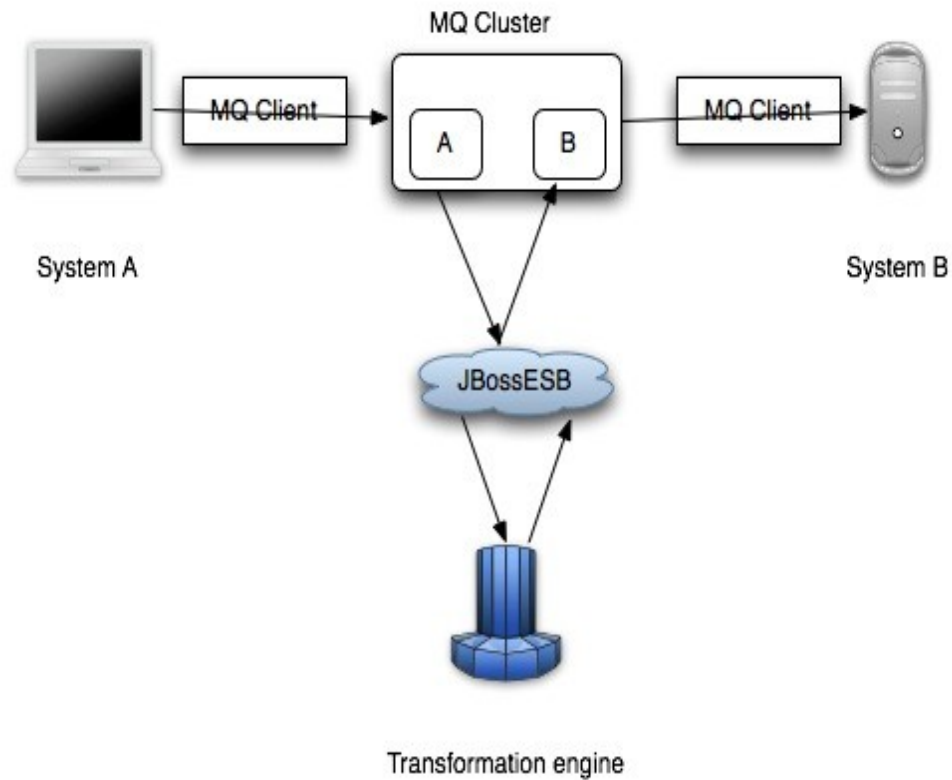 MQ Cluster
MQ Client
A
B
MQ Client
System A
System B
JBossESB
Transformation engine